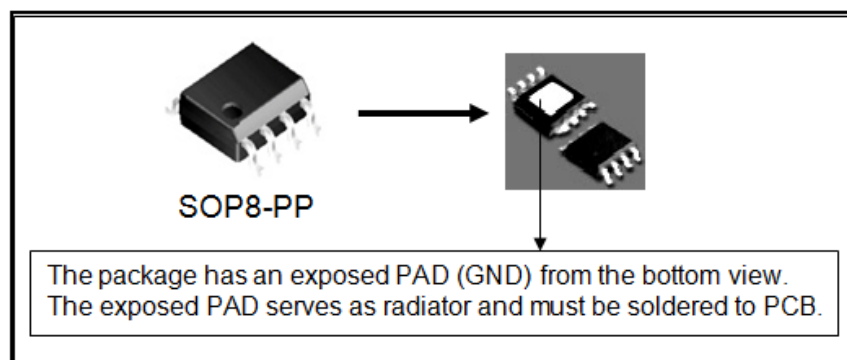 SOP8-PP
The package has an exposed PAD (GND) from the bottom view.
The exposed PAD serves as radiator and must be soldered to PCB.